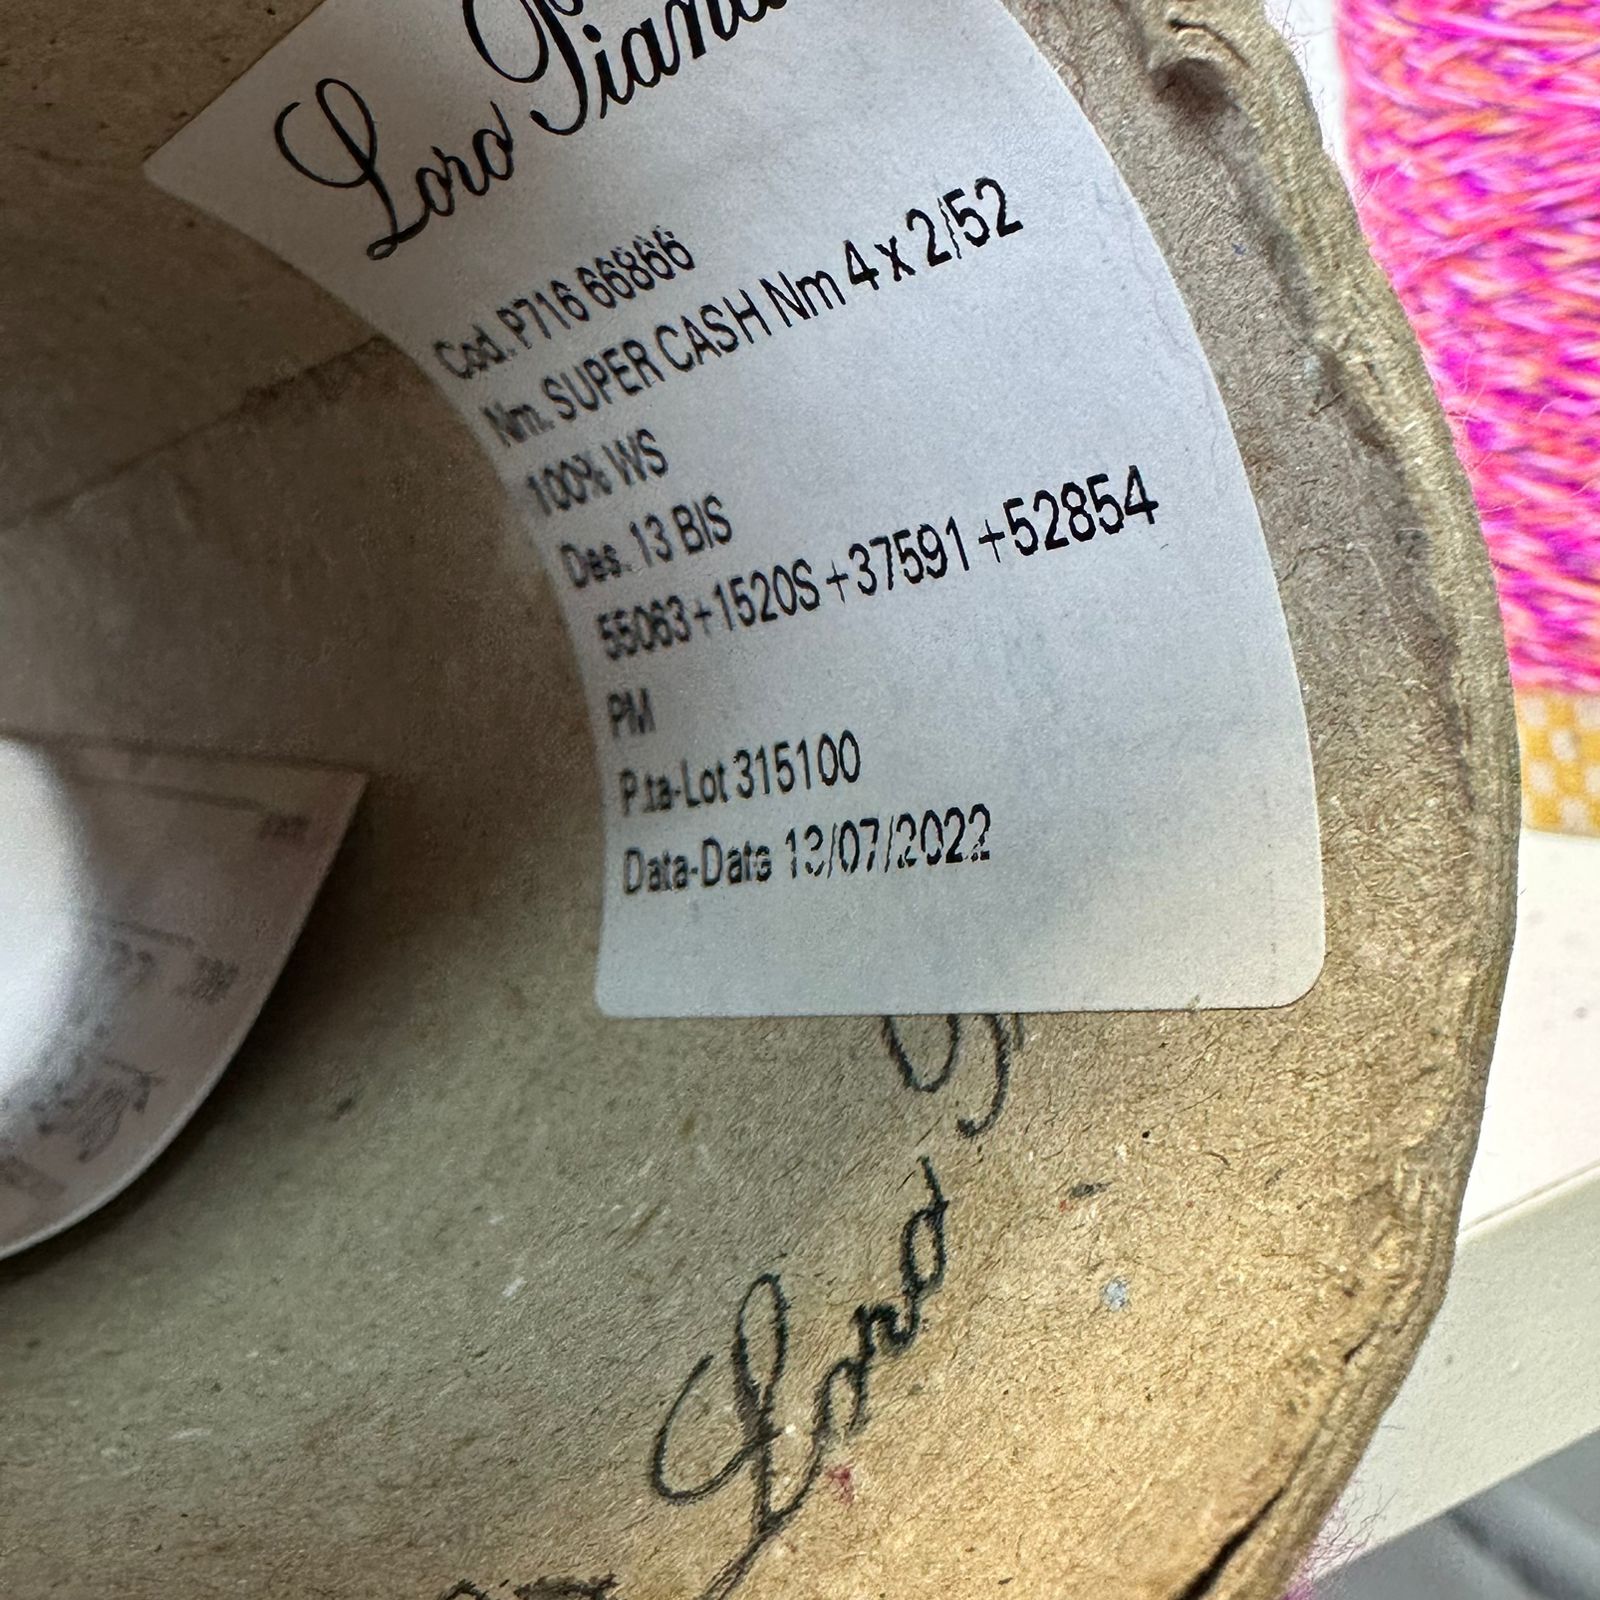 Loro Piana
Cod. P716 66866
Nm. SUPER CASH Nm 4 x 2/52
100% WS
Des. 13 BIS
55063+1520S+37591+52854
PM
P.ta-Lot 315100
Data-Date 13/07/2022
Loro